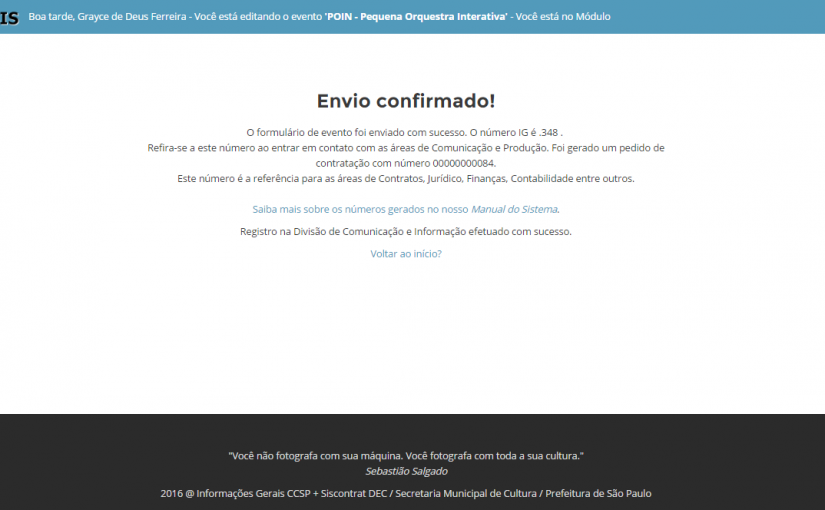 IS Boa tarde, Grayce de Deus Ferreira - Você está editando o evento 'POIN - Pequena Orquestra Interativa' - Você está no Módulo
Envio confirmado!
O formulário de evento foi enviado com sucesso. O número IG é .348 .
Refira-se a este número ao entrar em contato com as áreas de Comunicação e Produção. Foi gerado um pedido de
contratação com número 00000000084.
Este número é a referência para as áreas de Contratos, Jurídico, Finanças, Contabilidade entre outros.
Saiba mais sobre os números gerados no nosso Manual do Sistema.
Registro na Divisão de Comunicação e Informação efetuado com sucesso.
Voltar ao início?
"Você não fotografa com sua máquina. Você fotografa com toda a sua cultura."
Sebastião Salgado
2016 @ Informações Gerais CCSP + Siscontrat DEC / Secretaria Municipal de Cultura / Prefeitura de São Paulo